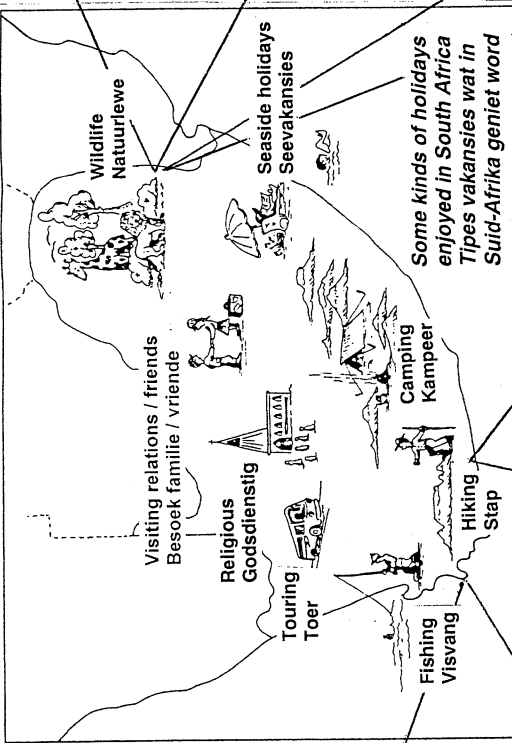 Wildlife
Natuurlewe
Seaside holidays
Seevakansies
Visiting relations / friends
Besoek familie / vriende
Religious
Godsdienstig
Touring
Toer
Camping
Kampeer
Hiking
Stap
Fishing
Visvang
Some kinds of holidays
enjoyed in South Africa
Tipes vakansies wat in
Suid-Afrika geniet word